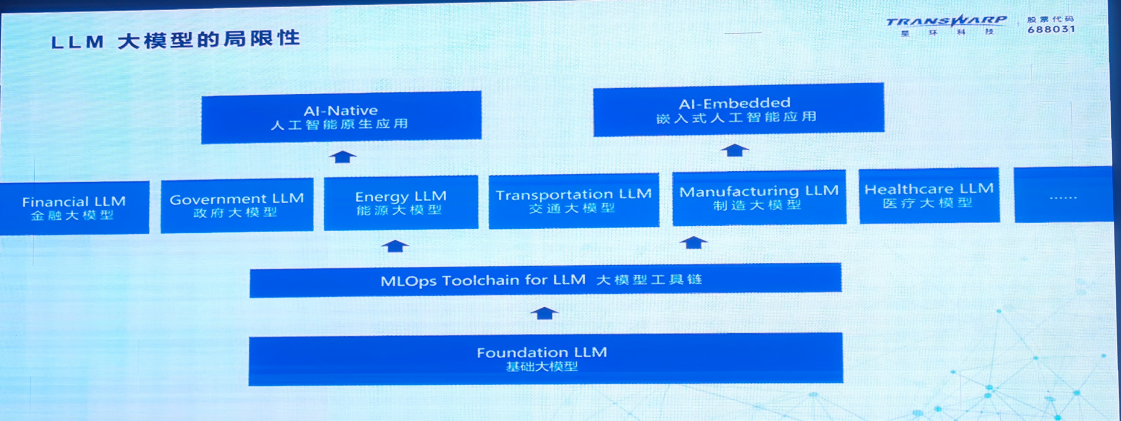 LLM 大模型的局限性
TRANSWARP
星环科技
股票代码
688031
AI-Native
人工智能原生应用
AI-Embedded
嵌入式人工智能应用
Financial LLM
金融大模型
Government LLM
政府大模型
Energy LLM
能源大模型
Transportation LLM
交通大模型
Manufacturing LLM
制造大模型
Healthcare LLM
医疗大模型
......
MLOps Toolchain for LLM 大模型工具链
Foundation LLM
基础大模型